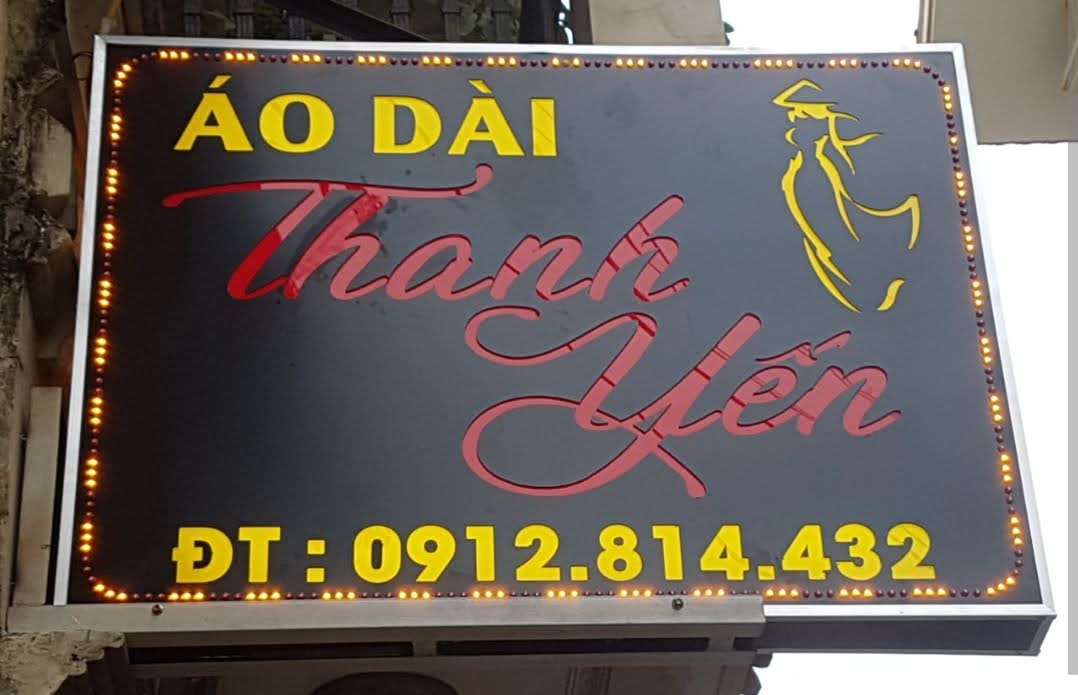 ÁO DÀI
Thanh
Yến
ĐT : 0912.814.432